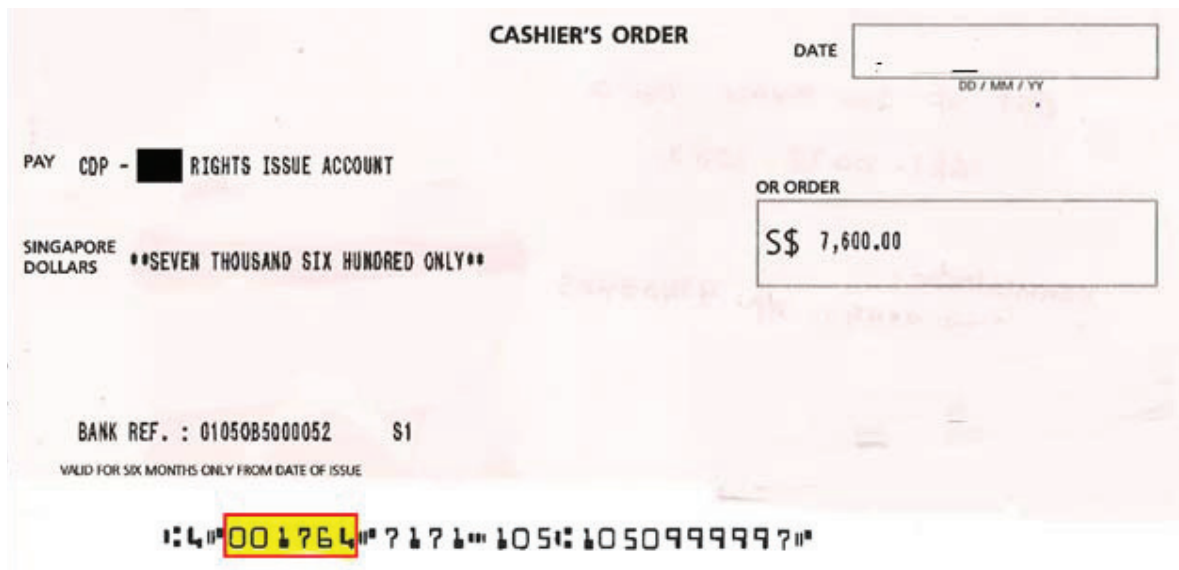 CASHIER'S ORDER
DATE
DD / MM / YY
PAY CDP - RIGHTS ISSUE ACCOUNT
OR ORDER
SINGAPORE DOLLARS **SEVEN THOUSAND SIX HUNDRED ONLY**
S$ 7,600.00
BANK REF. : 01050B5000052 S1
VALID FOR SIX MONTHS ONLY FROM DATE OF ISSUE
⑆4⑈001764⑈7171⑉105⑆1050999997⑈